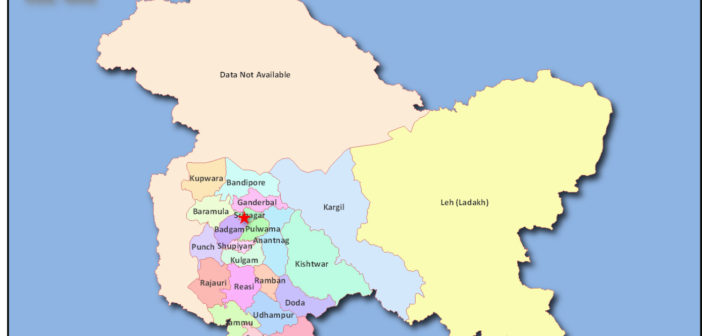 Data Not Available
Kupwara
Bandipore
Ganderbal
Kargil
Leh (Ladakh)
Baramula
Srinagar
Badgam
Pulwama
Anantnag
Punch
Shupiyan
Kulgam
Kishtwar
Rajauri
Reasi
Ramban
Doda
Udhampur
Jammu